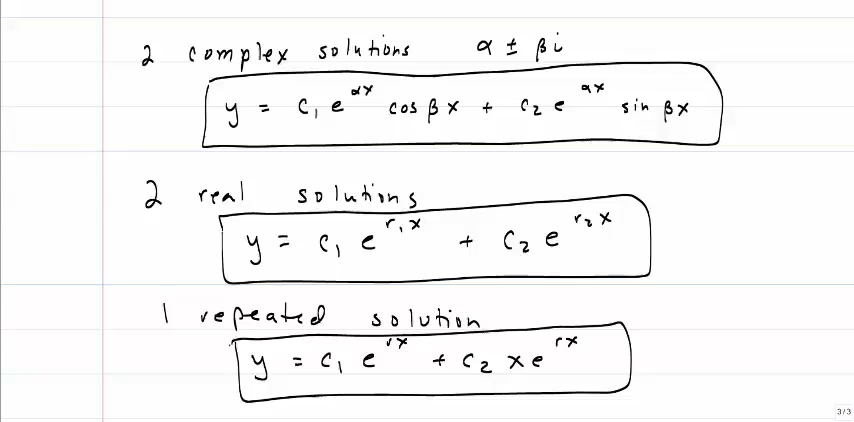 2 complex solutions α ± βi
y = c₁ e^αx cos βx + c₂ e^αx sin βx
2 real solutions
y = c₁ e^r₁x + c₂ e^r₂x
1 repeated solution
y = c₁ e^rx + c₂ x e^rx
3/3